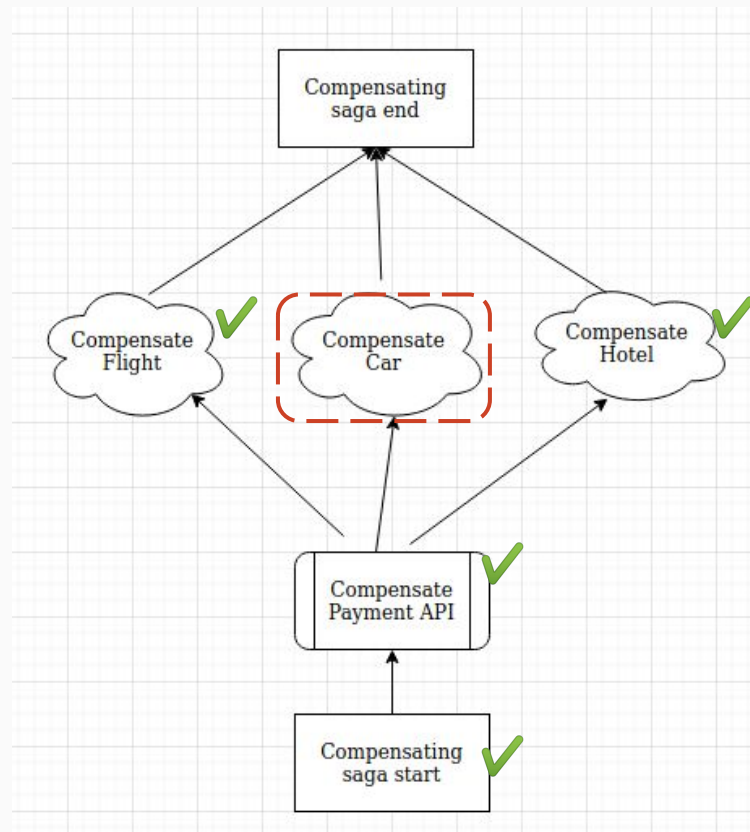 Compensating
saga end
Compensate
Flight
Compensate
Car
Compensate
Hotel
Compensate
Payment API
Compensating
saga start